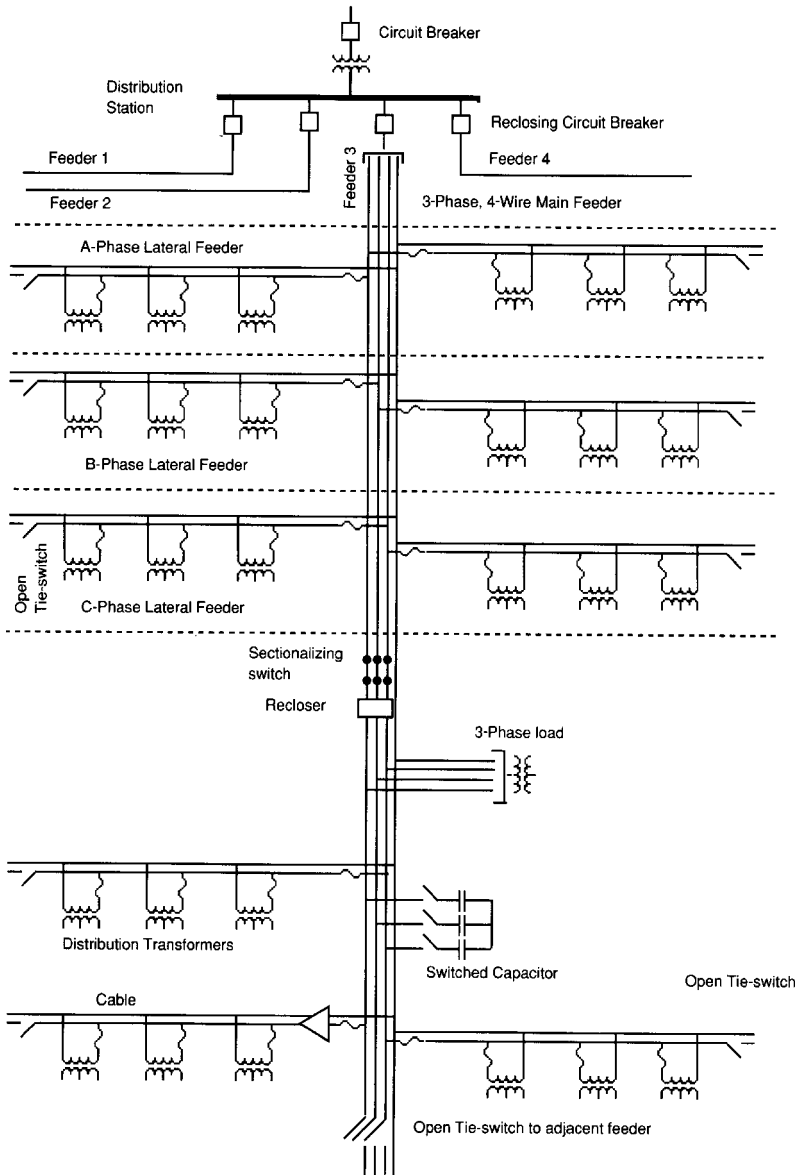 Circuit Breaker
Distribution
Station
Reclosing Circuit Breaker
Feeder 1
Feeder 2
Feeder 3
Feeder 4
3-Phase, 4-Wire Main Feeder
A-Phase Lateral Feeder
B-Phase Lateral Feeder
Open
Tie-switch
C-Phase Lateral Feeder
Sectionalizing
switch
Recloser
3-Phase load
Distribution Transformers
Switched Capacitor
Open Tie-switch
Cable
Open Tie-switch to adjacent feeder